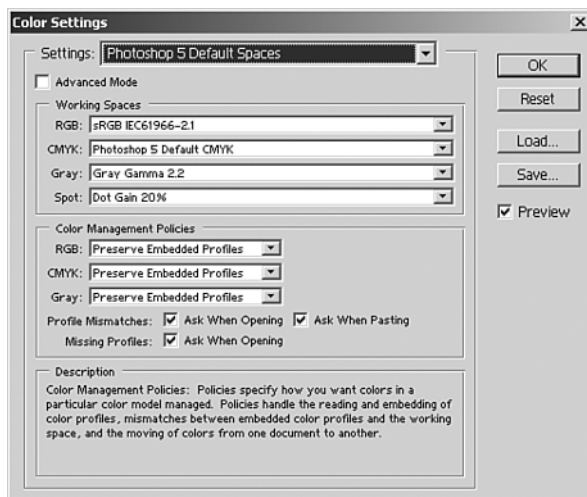 Color Settings
Settings: Photoshop 5 Default Spaces
OK
Advanced Mode
Reset
Working Spaces
RGB: sRGB IEC61966-2.1
CMYK: Photoshop 5 Default CMYK
Load...
Gray: Gray Gamma 2.2
Save...
Spot: Dot Gain 20%
Preview
Color Management Policies
RGB: Preserve Embedded Profiles
CMYK: Preserve Embedded Profiles
Gray: Preserve Embedded Profiles
Profile Mismatches: Ask When Opening Ask When Pasting
Missing Profiles: Ask When Opening
Description
Color Management Policies: Policies specify how you want colors in a
particular color model managed. Policies handle the reading and embedding of
color profiles, mismatches between embedded color profiles and the working
space, and the moving of colors from one document to another.